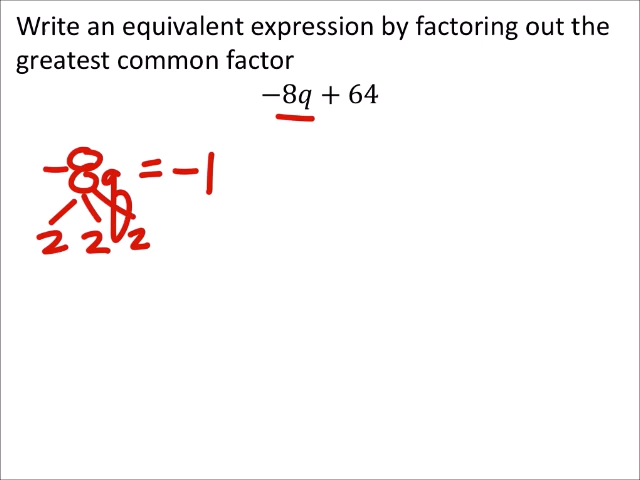 Write an equivalent expression by factoring out the
greatest common factor
−8q + 64
-8q = -1
2 2 2